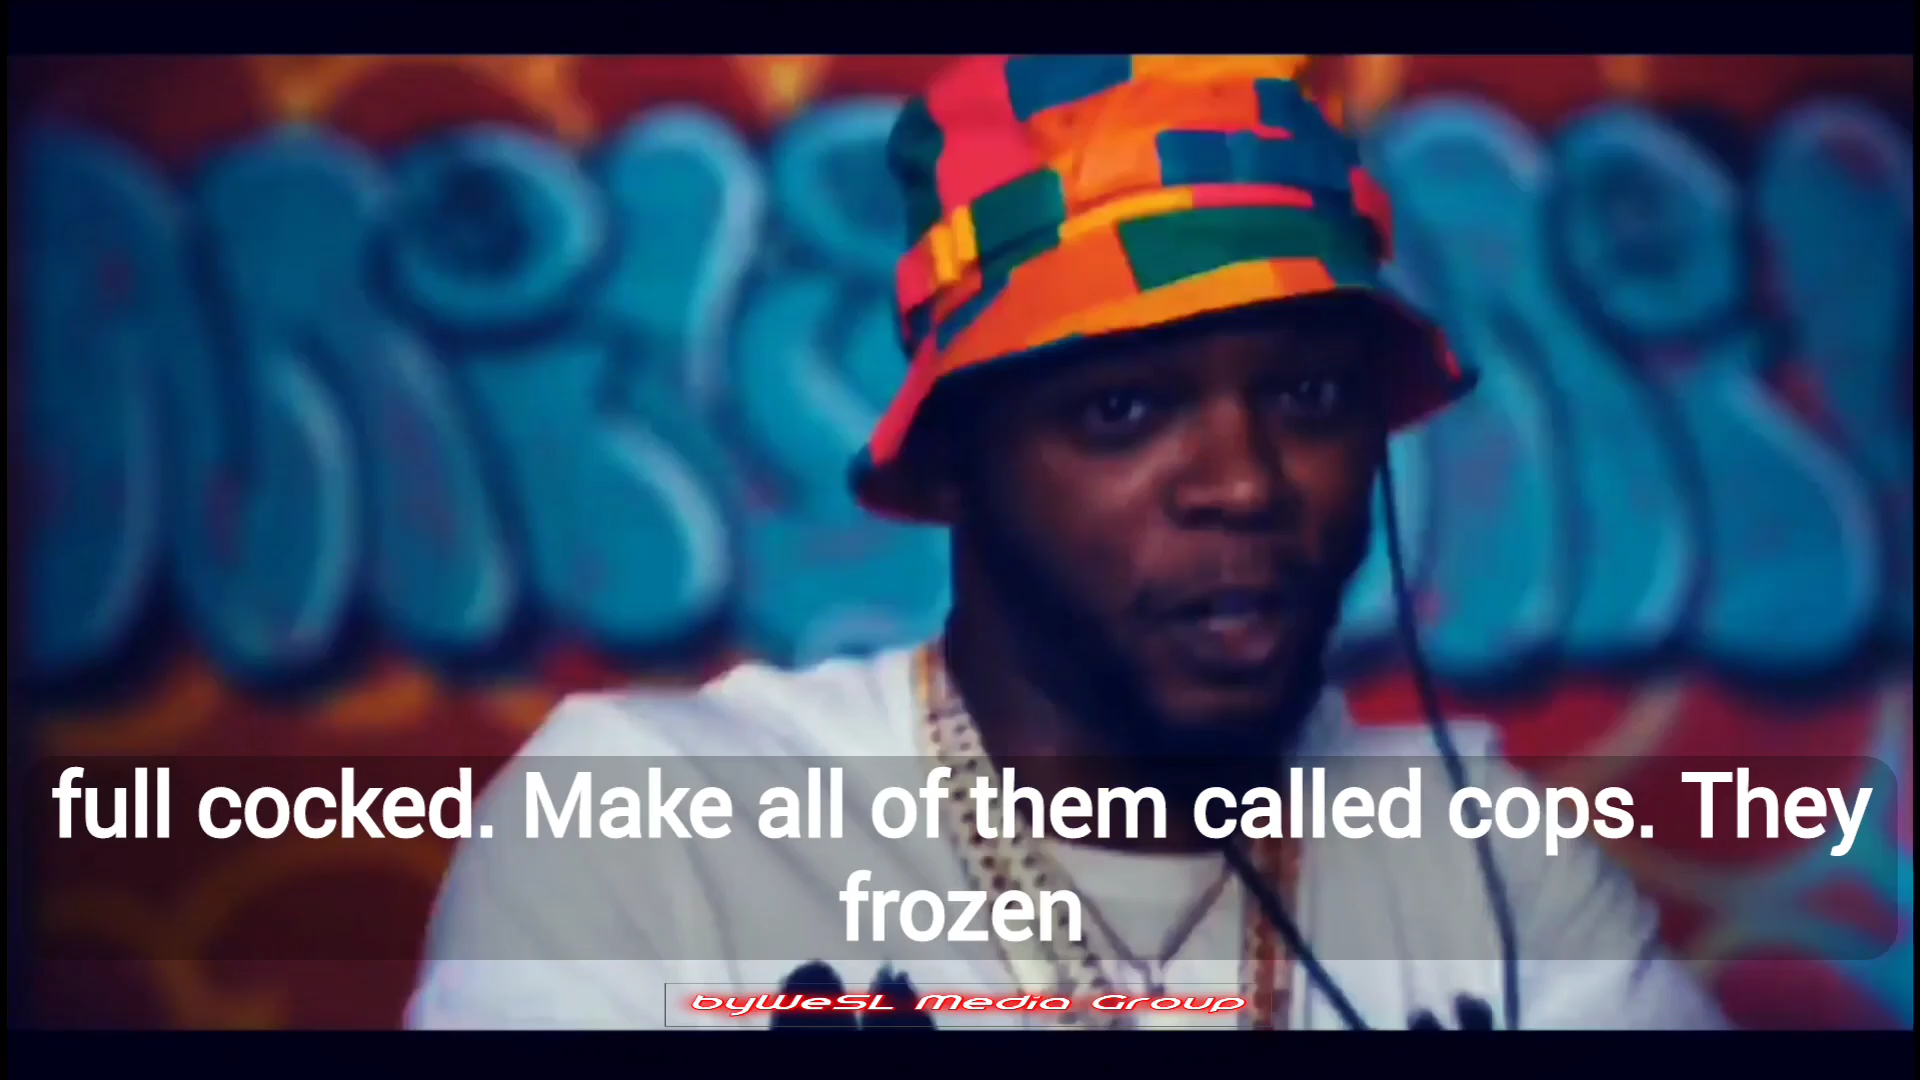 full cocked. Make all of them called cops. They
frozen
byWeSL Media Group